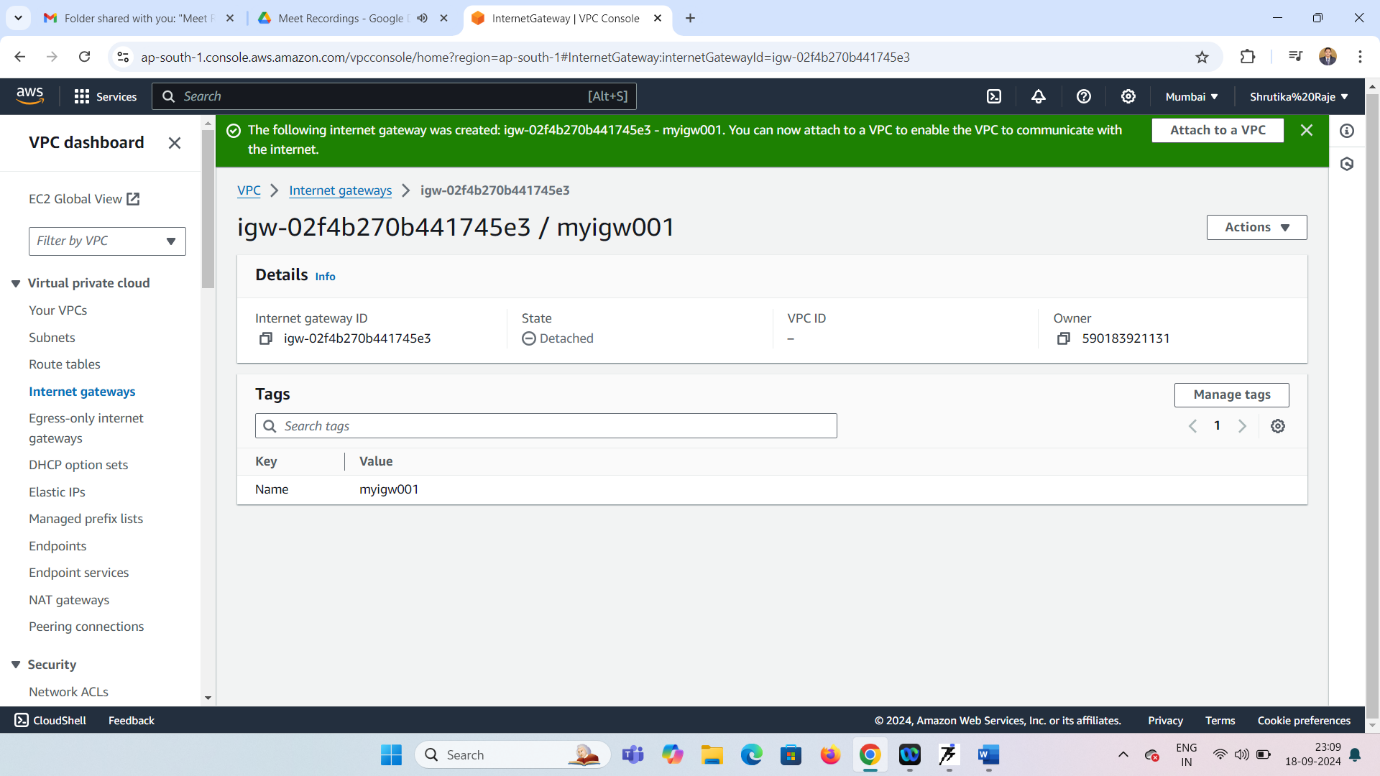 Folder shared with you: "Meet R
Meet Recordings - Google D
InternetGateway | VPC Console
ap-south-1.console.aws.amazon.com/vpcconsole/home?region=ap-south-1#InternetGateway:internetGatewayId=igw-02f4b270b441745e3
aws
Services
Search
[Alt+S]
Mumbai
Shrutika%20Raje
VPC dashboard
EC2 Global View
Filter by VPC
Virtual private cloud
Your VPCs
Subnets
Route tables
Internet gateways
Egress-only internet
gateways
DHCP option sets
Elastic IPs
Managed prefix lists
Endpoints
Endpoint services
NAT gateways
Peering connections
Security
Network ACLs
The following internet gateway was created: igw-02f4b270b441745e3 - myigw001. You can now attach to a VPC to enable the VPC to communicate with
the internet.
Attach to a VPC
VPC
Internet gateways
igw-02f4b270b441745e3
igw-02f4b270b441745e3 / myigw001
Actions
Details Info
Internet gateway ID
igw-02f4b270b441745e3
State
Detached
VPC ID
–
Owner
590183921131
Tags
Manage tags
Search tags
1
Key
Value
Name
myigw001
CloudShell
Feedback
© 2024, Amazon Web Services, Inc. or its affiliates.
Privacy
Terms
Cookie preferences
Search
ENG
IN
23:09
18-09-2024